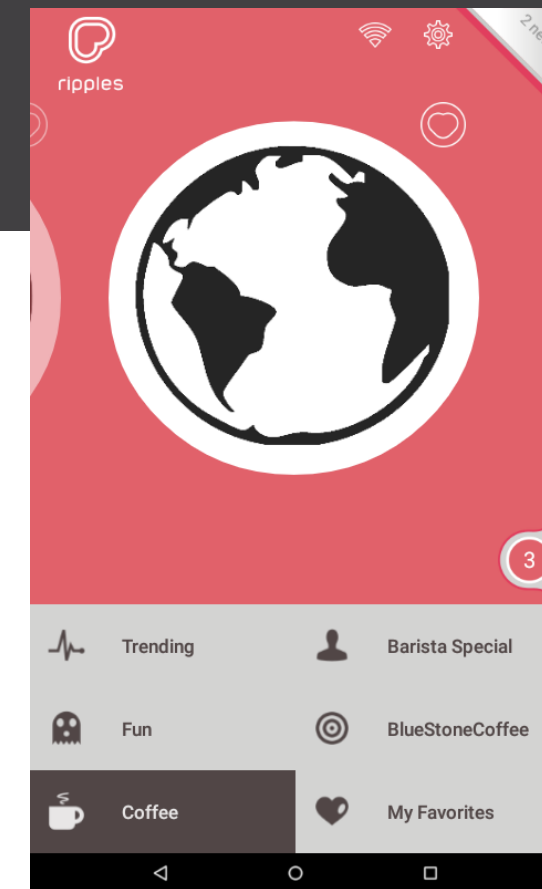 ripples
3
Trending
Barista Special
Fun
BlueStoneCoffee
Coffee
My Favorites